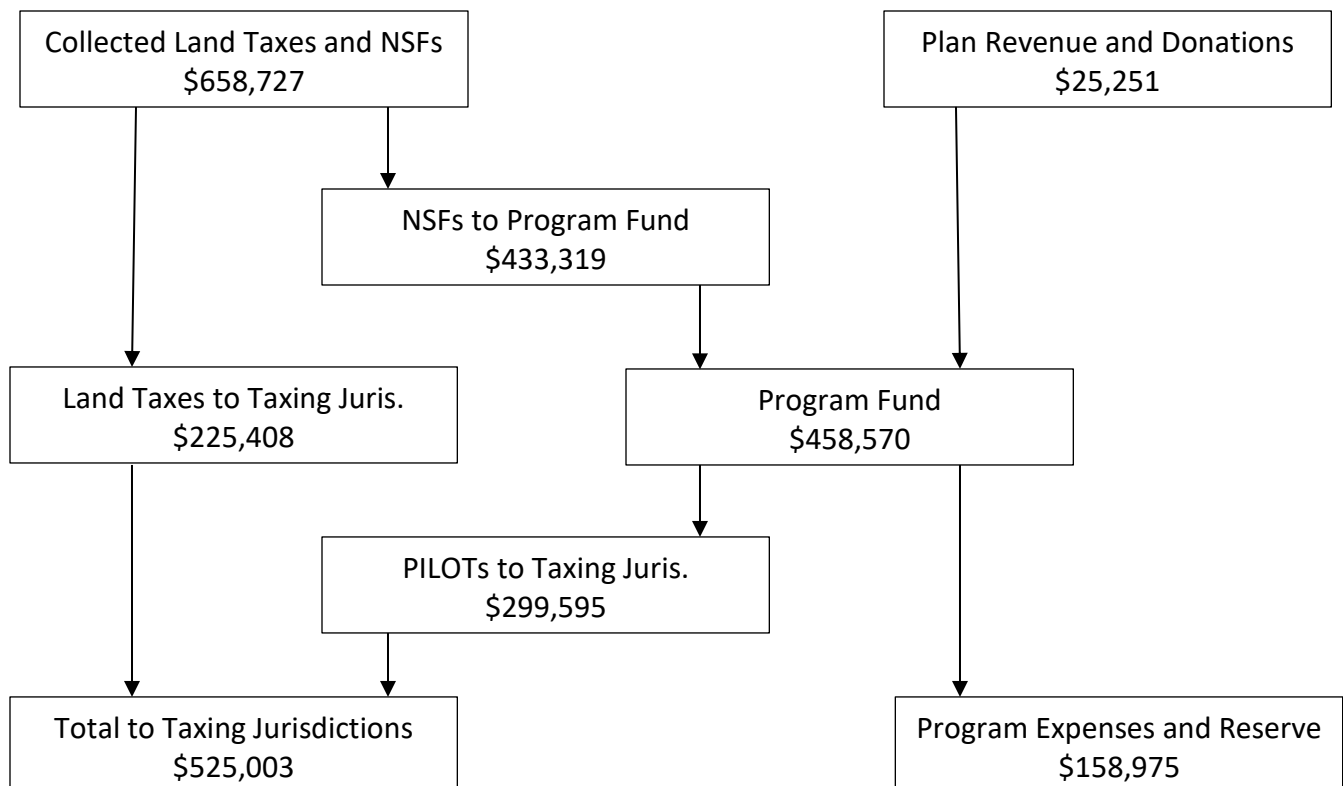 Collected Land Taxes and NSFs
$658,727
Plan Revenue and Donations
$25,251
NSFs to Program Fund
$433,319
Land Taxes to Taxing Juris.
$225,408
Program Fund
$458,570
PILOTs to Taxing Juris.
$299,595
Total to Taxing Jurisdictions
$525,003
Program Expenses and Reserve
$158,975